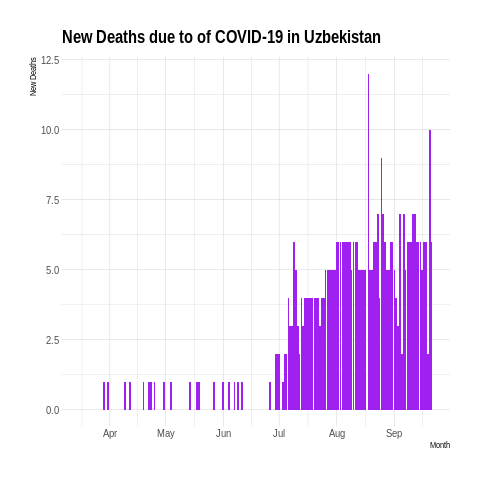 New Deaths due to of COVID-19 in Uzbekistan
New Deaths
12.5
10.0
7.5
5.0
2.5
0.0
Apr May Jun Jul Aug Sep
Month